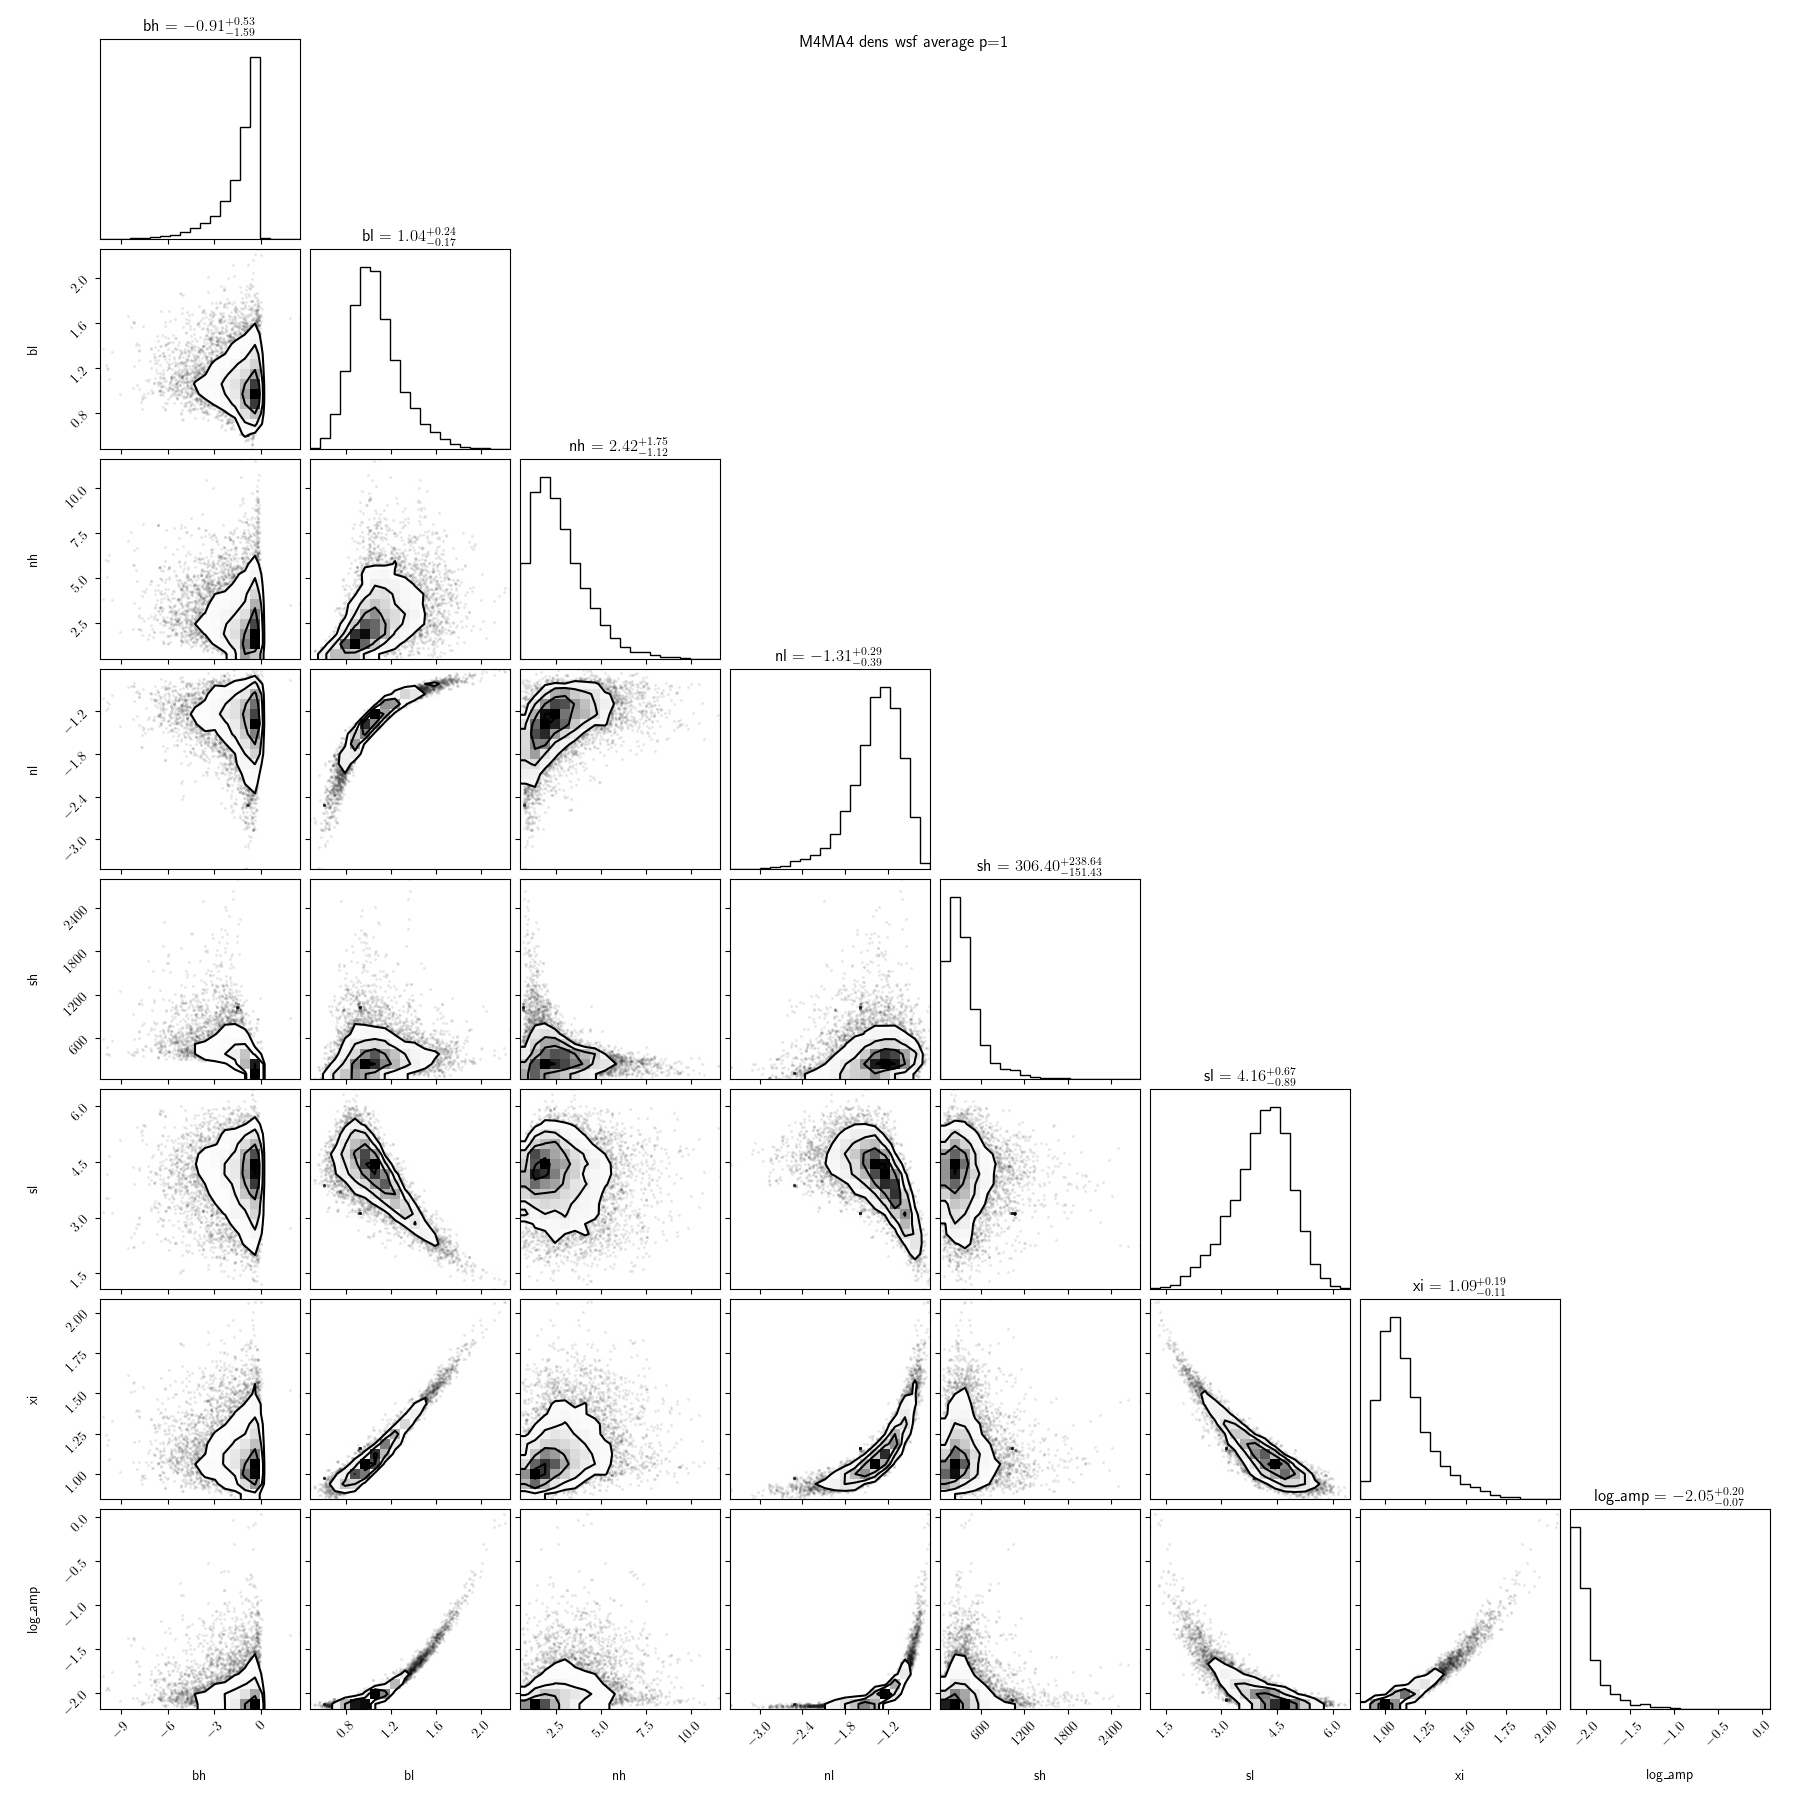 M4MA4 dens wsf average p=1
bh = −0.91 +0.53 −1.59
bl = 1.04 +0.24 −0.17
2.0
1.6
1.2
0.8
bl
nh = 2.42 +1.75 −1.12
10.0
7.5
5.0
2.5
nh
nl = −1.31 +0.29 −0.39
−1.2
−1.8
−2.4
−3.0
nl
sh = 306.40 +238.64 −151.43
2400
1800
1200
600
sh
sl = 4.16 +0.67 −0.89
6.0
4.5
3.0
1.5
sl
xi = 1.09 +0.19 −0.11
2.00
1.75
1.50
1.25
1.00
xi
log_amp = −2.05 +0.20 −0.07
0.0
−0.5
−1.0
−1.5
−2.0
log_amp
−9 −6 −3 0 0.8 1.2 1.6 2.0 2.5 5.0 7.5 10.0 −3.0 −2.4 −1.8 −1.2 600 1200 1800 2400 1.5 3.0 4.5 6.0 1.00 1.25 1.50 1.75 2.00 −2.0 −1.5 −1.0 −0.5 0.0
bh bl nh nl sh sl xi log_amp